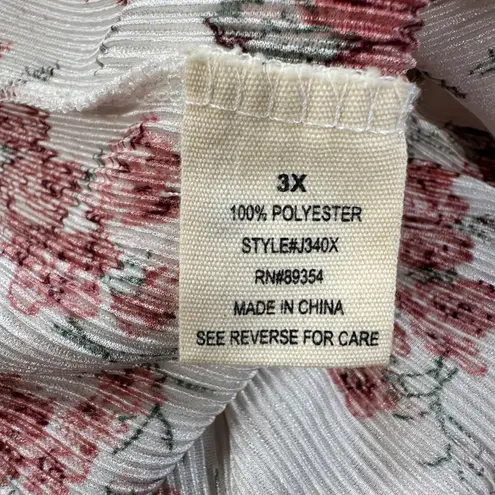 3X
100% POLYESTER
STYLE#J340X
RN#89354
MADE IN CHINA
SEE REVERSE FOR CARE